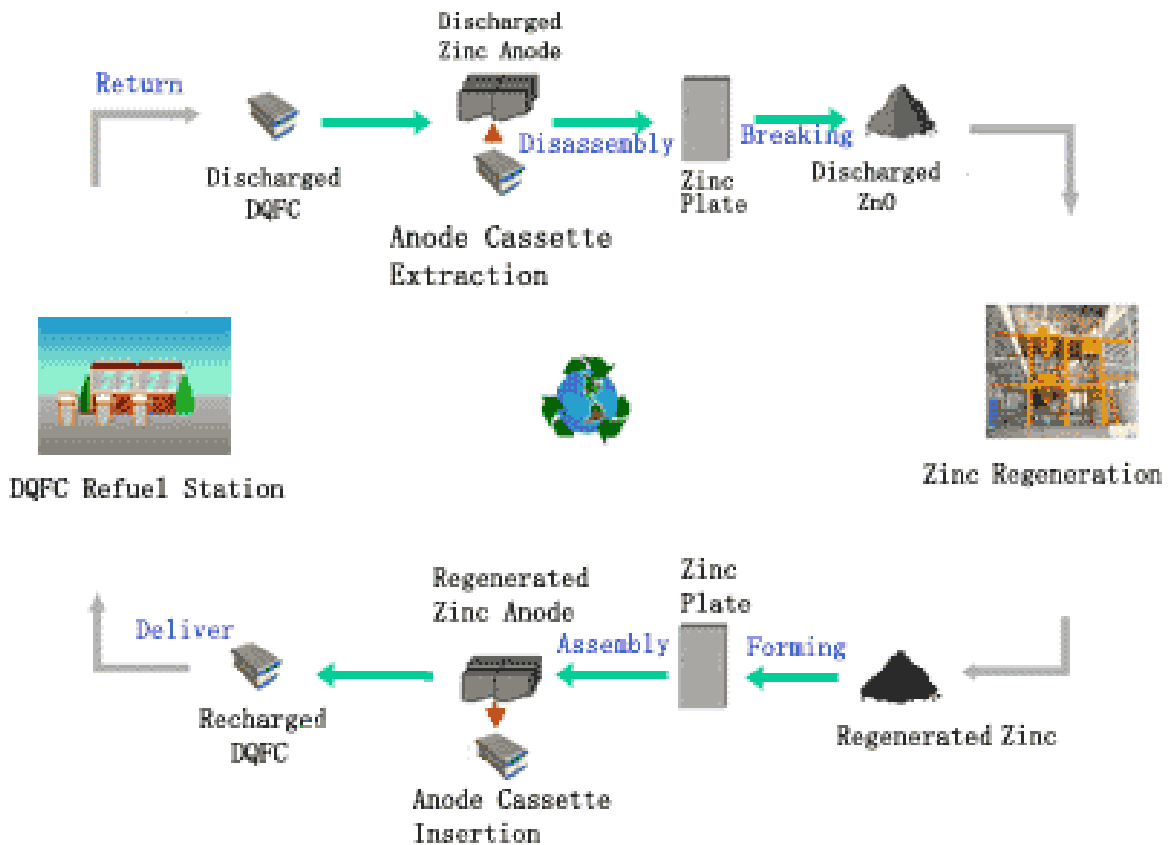 Discharged
Zinc Anode
Return
Disassembly
Breaking
Discharged
DQFC
Zinc
Plate
Discharged
ZnO
Anode Cassette
Extraction
DQFC Refuel Station
Zinc Regeneration
Regenerated
Zinc Anode
Zinc
Plate
Deliver
Assembly
Forming
Recharged
DQFC
Regenerated Zinc
Anode Cassette
Insertion